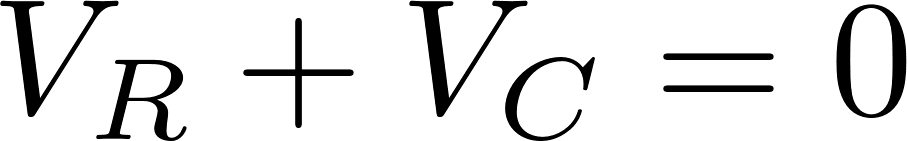 V_R + V_C = 0